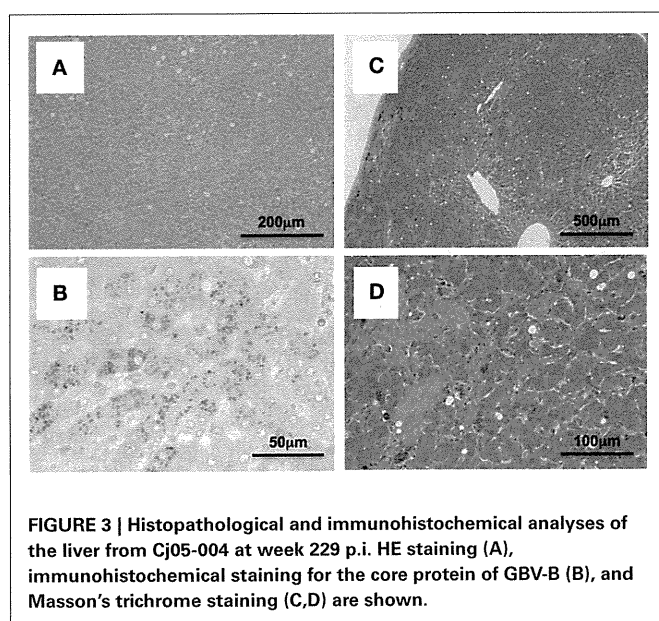 A
200μm
C
500μm
B
50μm
D
100μm
FIGURE 3 | Histopathological and immunohistochemical analyses of
the liver from Cj05-004 at week 229 p.i. HE staining (A),
immunohistochemical staining for the core protein of GBV-B (B), and
Masson's trichrome staining (C,D) are shown.